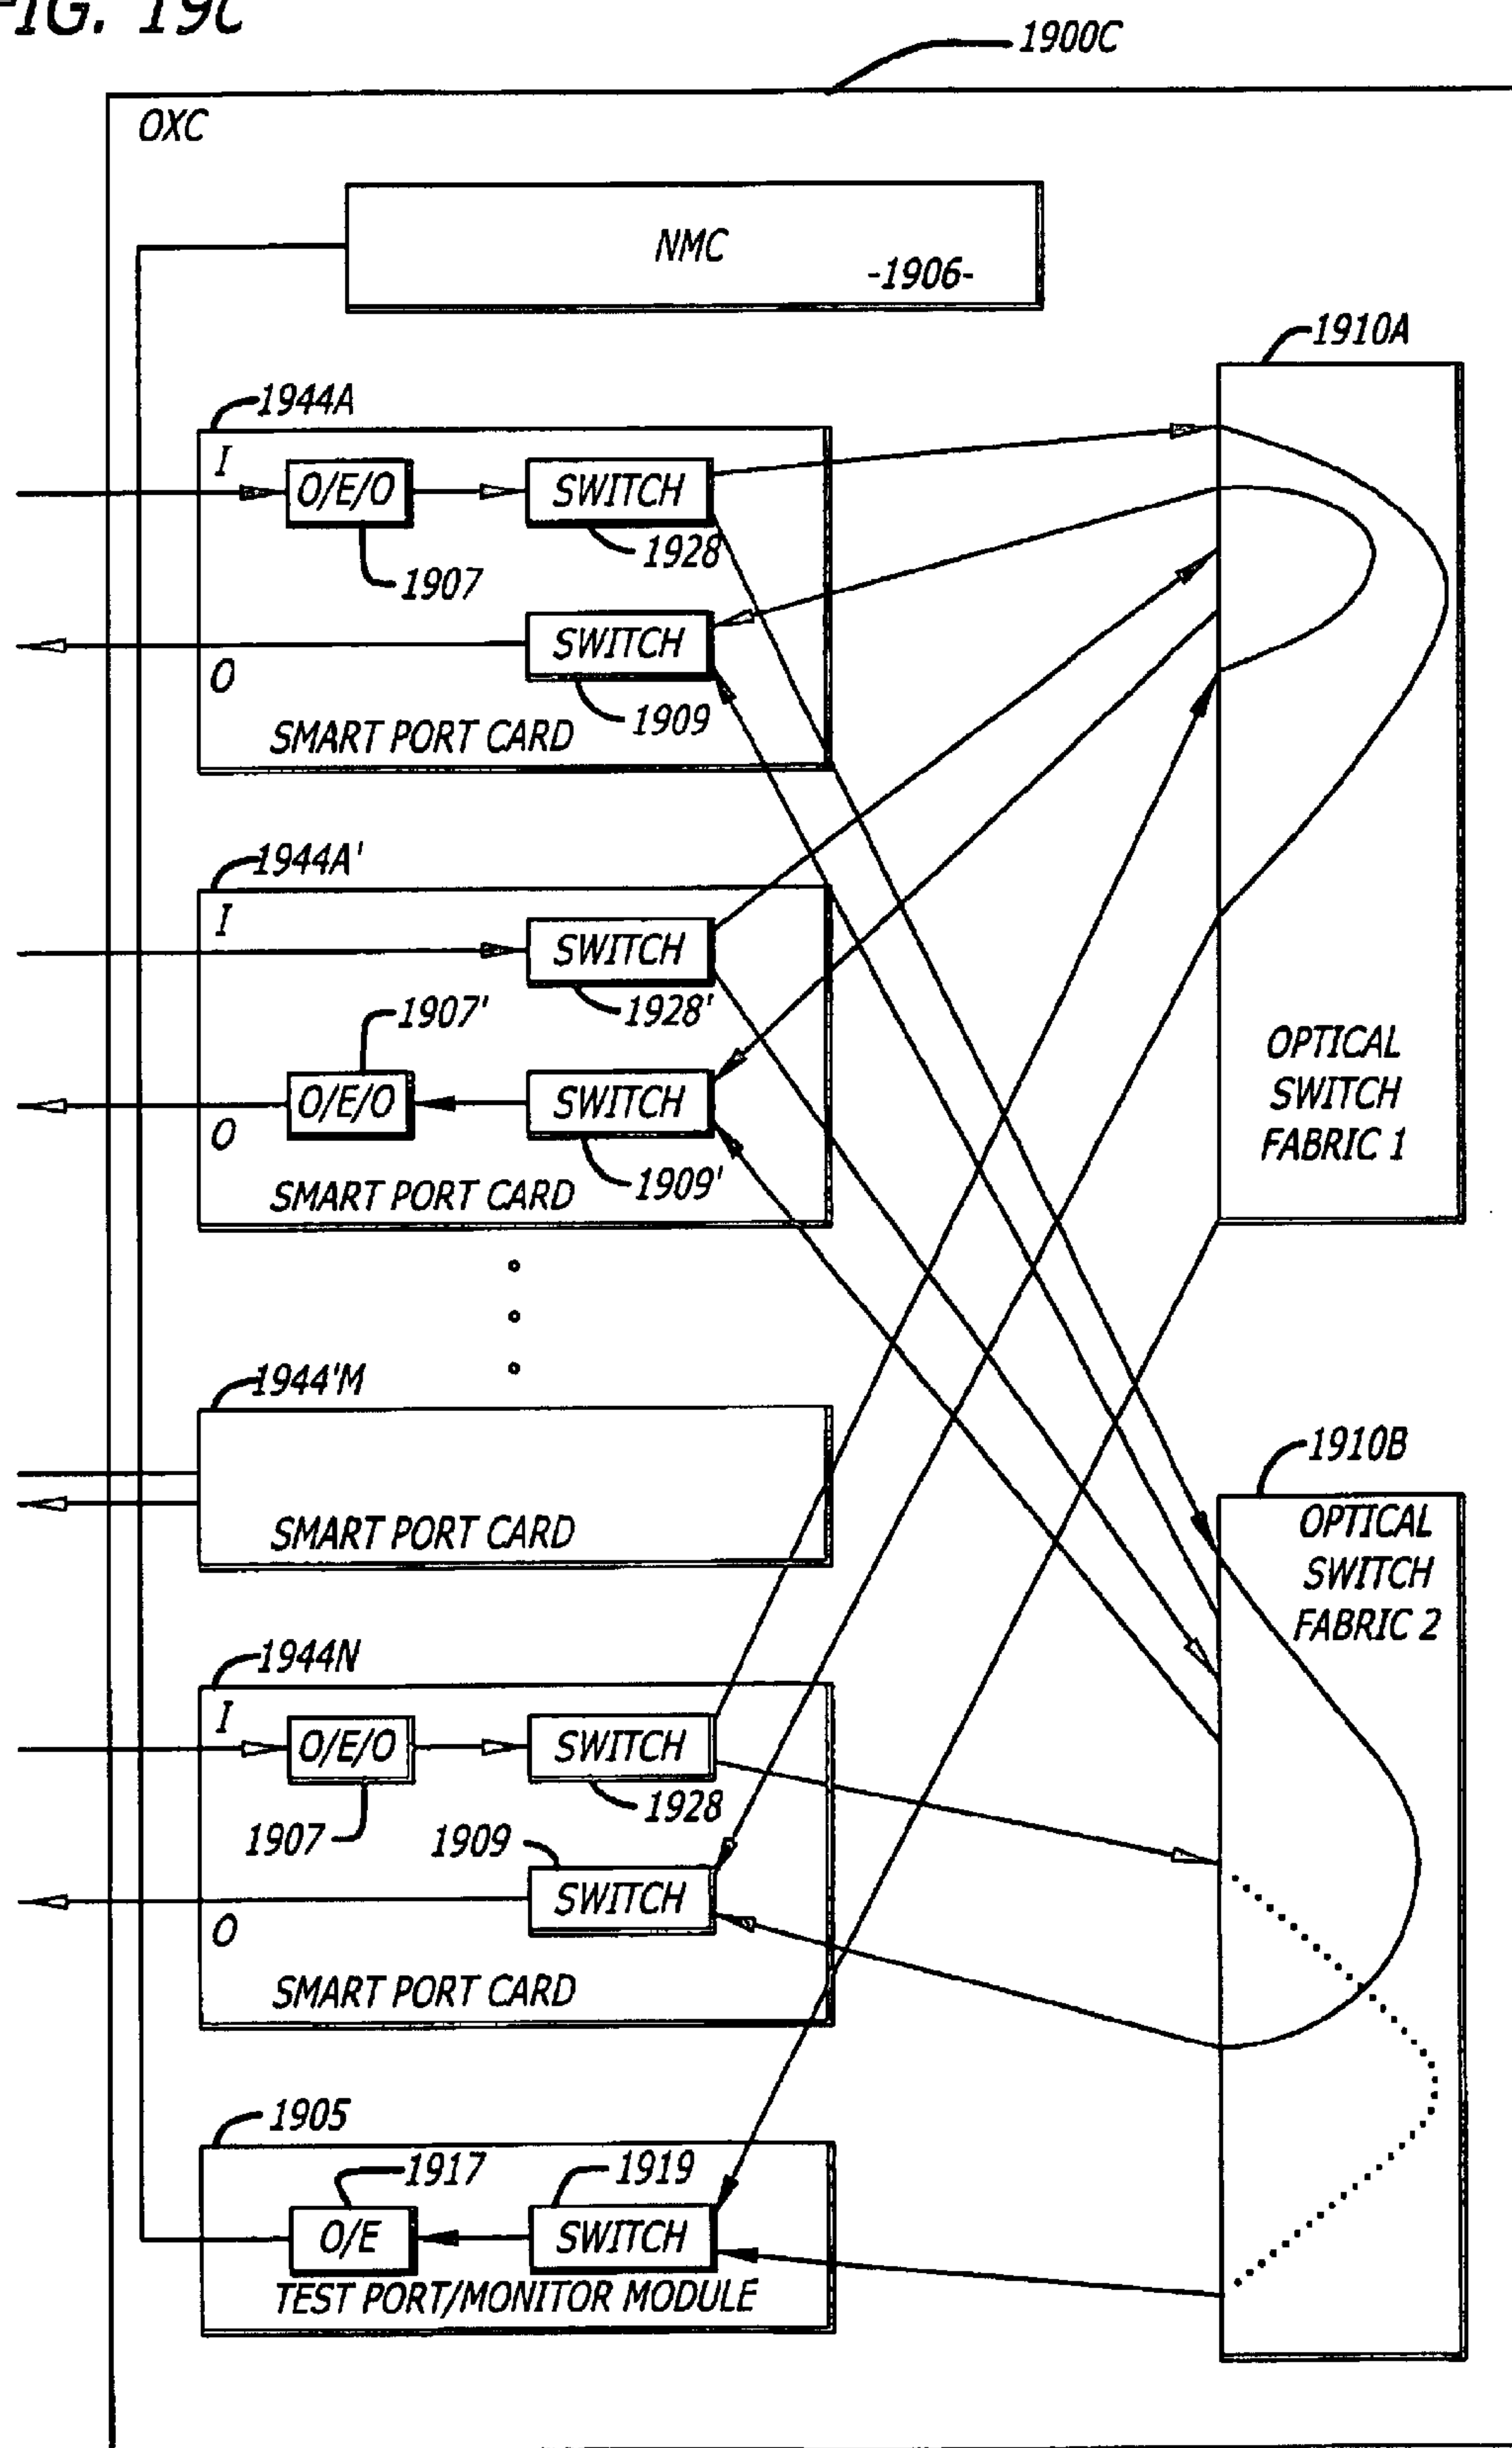 FIG. 19C
1900C
OXC
NMC
-1906-
1910A
1944A
I
O/E/O
SWITCH
1928
1907
SWITCH
O
1909
SMART PORT CARD
1944A'
I
SWITCH
1907'
1928'
OPTICAL
SWITCH
FABRIC 1
O/E/O
SWITCH
O
1909'
SMART PORT CARD
1944'M
1910B
SMART PORT CARD
OPTICAL
SWITCH
FABRIC 2
1944N
I
O/E/O
SWITCH
1928
1907
1909
SWITCH
O
SMART PORT CARD
1905
1917
1919
O/E
SWITCH
TEST PORT/MONITOR MODULE